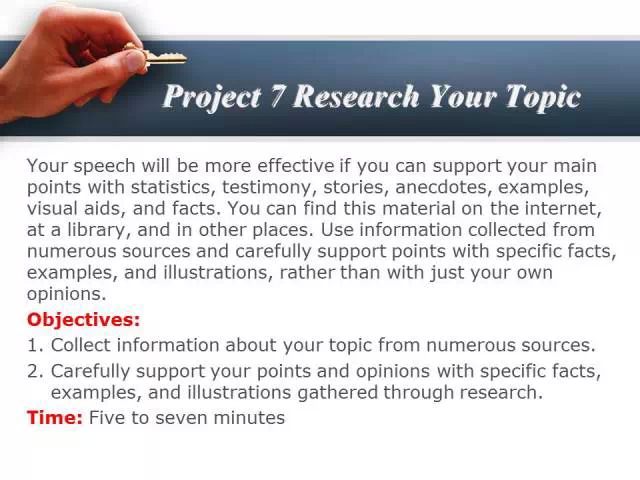 Project 7 Research Your Topic
Your speech will be more effective if you can support your main
points with statistics, testimony, stories, anecdotes, examples,
visual aids, and facts. You can find this material on the internet,
at a library, and in other places. Use information collected from
numerous sources and carefully support points with specific facts,
examples, and illustrations, rather than with just your own
opinions.
Objectives:
1. Collect information about your topic from numerous sources.
2. Carefully support your points and opinions with specific facts,
examples, and illustrations gathered through research.
Time: Five to seven minutes